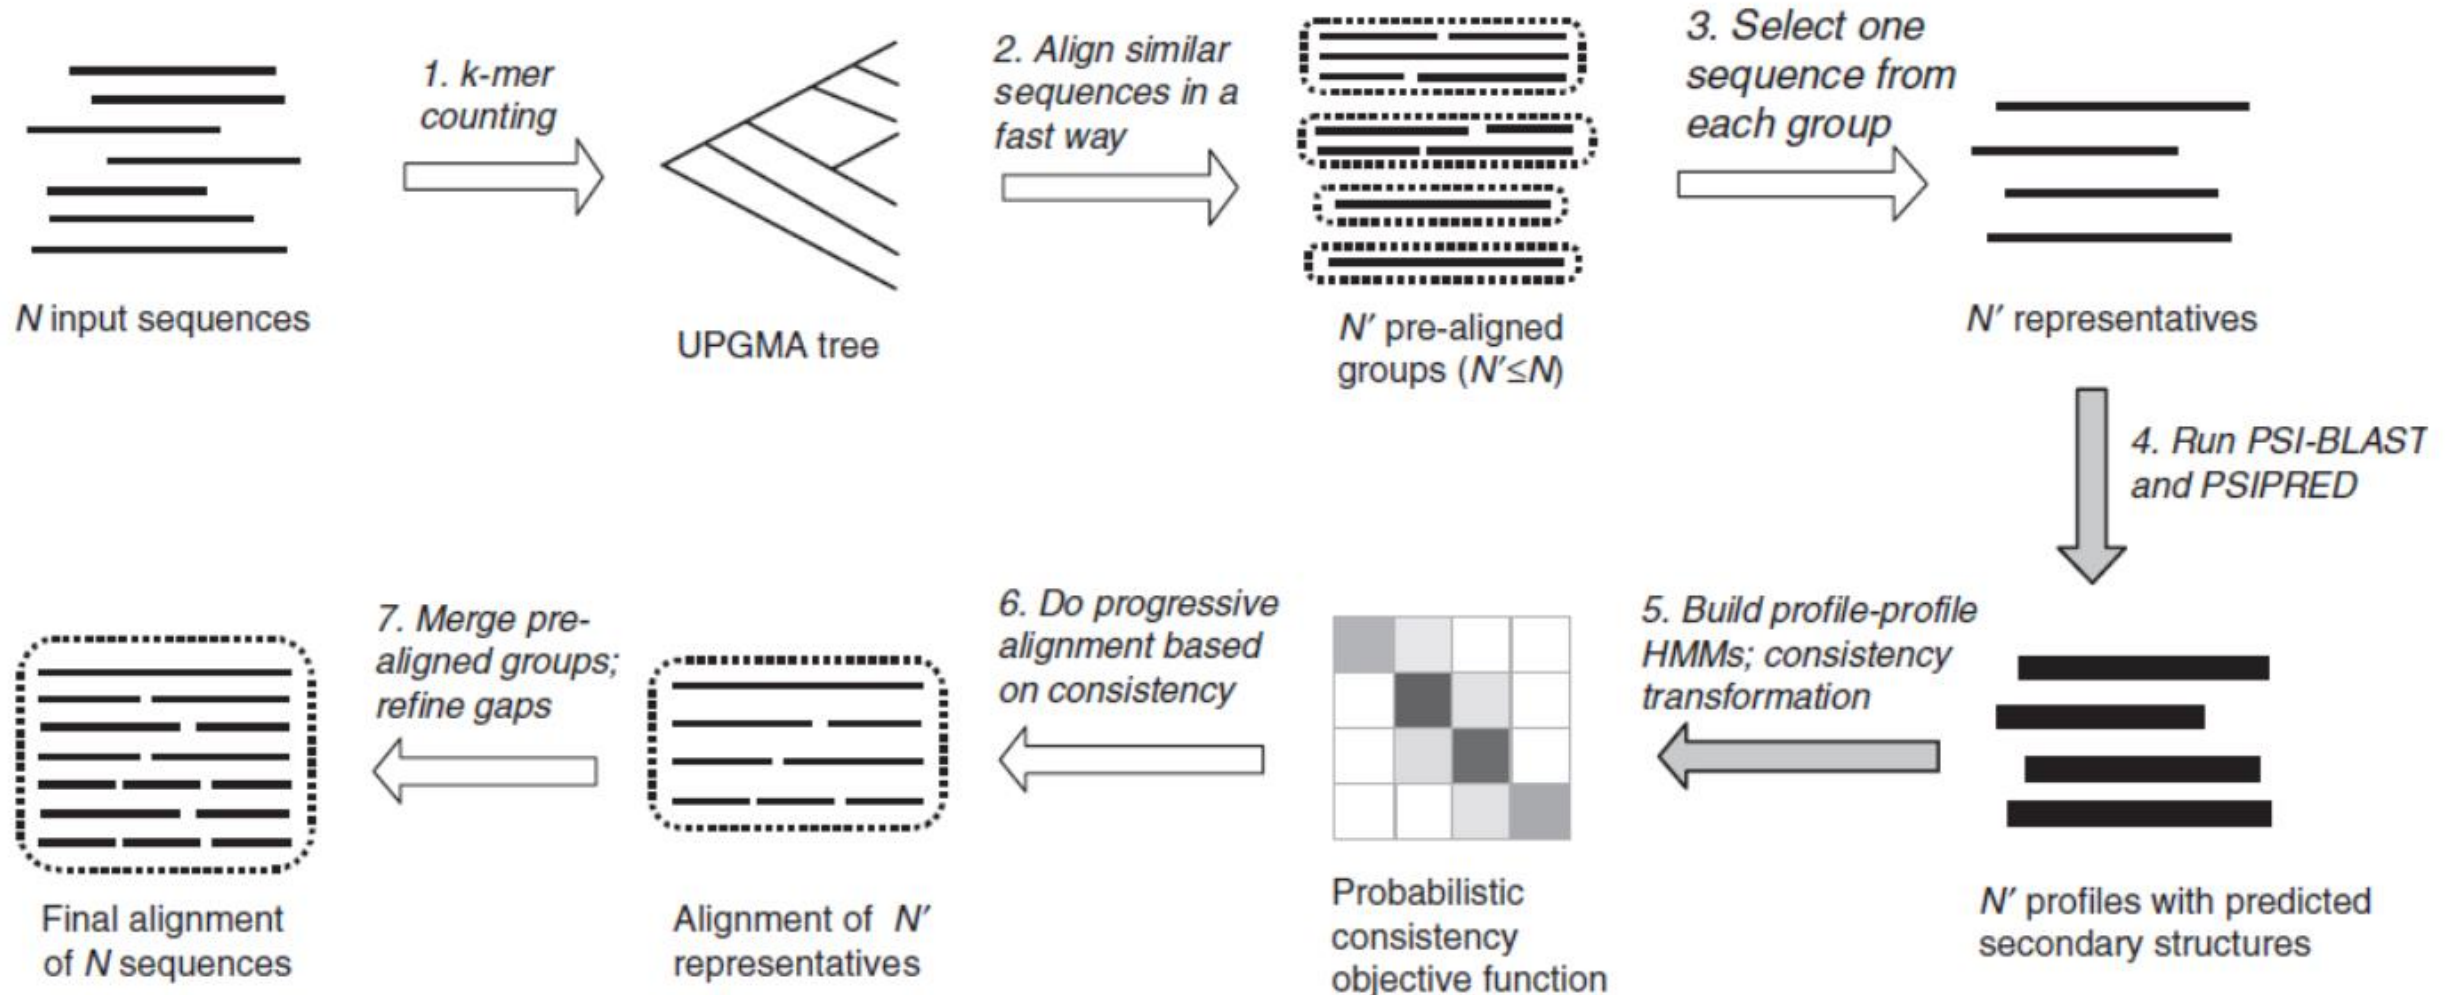 1. k-mer
counting
2. Align similar
sequences in a
fast way
3. Select one
sequence from
each group
N input sequences
UPGMA tree
N′ pre-aligned
groups (N′≤N)
N′ representatives
4. Run PSI-BLAST
and PSIPRED
5. Build profile-profile
HMMs; consistency
transformation
6. Do progressive
alignment based
on consistency
7. Merge pre-
aligned groups;
refine gaps
N′ profiles with predicted
secondary structures
Probabilistic
consistency
objective function
Alignment of N′
representatives
Final alignment
of N sequences